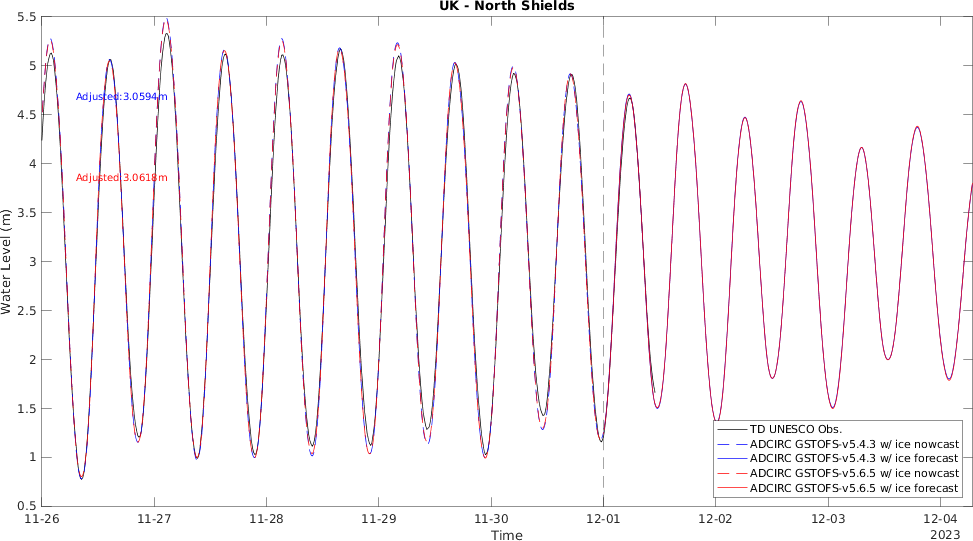 UK - North Shields
5.5
5
4.5
4
3.5
3
2.5
2
1.5
1
0.5
Water Level (m)
Adjusted:3.0594m
Adjusted:3.0618m
TD UNESCO Obs.
ADCIRC GSTOFS-v5.4.3 w/ ice nowcast
ADCIRC GSTOFS-v5.4.3 w/ ice forecast
ADCIRC GSTOFS-v5.6.5 w/ ice nowcast
ADCIRC GSTOFS-v5.6.5 w/ ice forecast
11-26 11-27 11-28 11-29 11-30 12-01 12-02 12-03 12-04
2023
Time